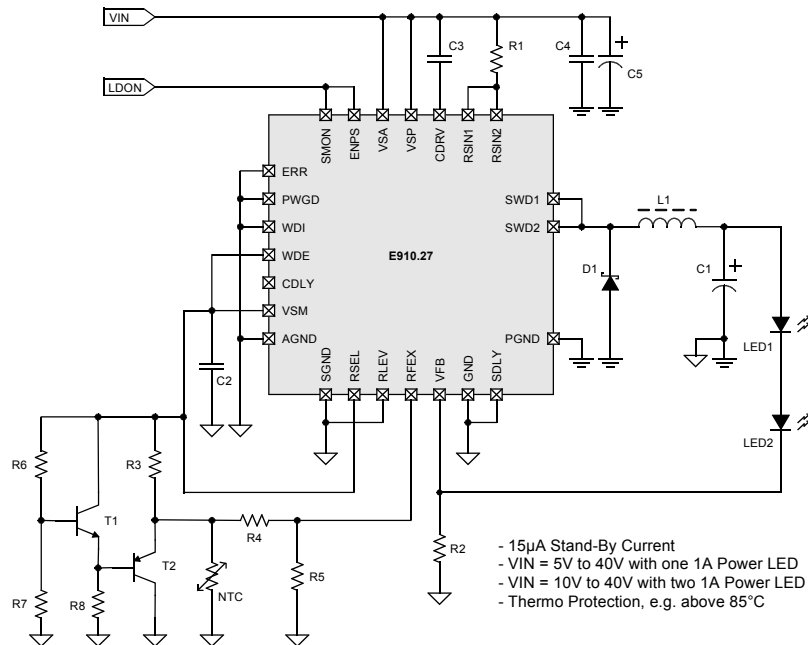 VIN
C3
R1
C4
+
C5
LDON
SMON
ENPS
VSA
VSP
CDRV
RSIN1
RSIN2
ERR
PWGD
WDI
WDE
CDLY
VSM
AGND
E910.27
SWD1
SWD2
PGND
L1
D1
C1
+
LED1
LED2
SGND
RSEL
RLEV
RFEX
VFB
GND
SDLY
C2
R6
R3
T1
T2
R4
R7
R8
NTC
R5
R2
- 15µA Stand-By Current
- VIN = 5V to 40V with one 1A Power LED
- VIN = 10V to 40V with two 1A Power LED
- Thermo Protection, e.g. above 85°C